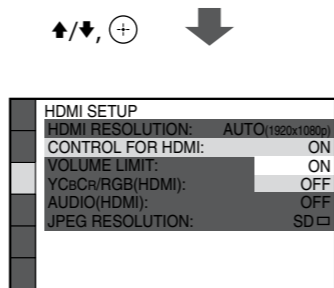 ↑/↓, ⊕
HDMI SETUP
HDMI RESOLUTION: AUTO(1920x1080p)
CONTROL FOR HDMI: ON
VOLUME LIMIT: ON
YCBCR/RGB(HDMI): OFF
AUDIO(HDMI): OFF
JPEG RESOLUTION: SD